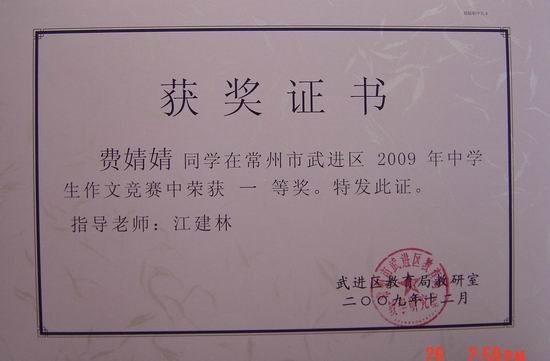 获奖证书
费婧婧 同学在常州市武进区 2009 年中学
生作文竞赛中荣获 一 等奖。特发此证。
指导老师：江建林
武进区教育局教研室
二〇〇九年十二月